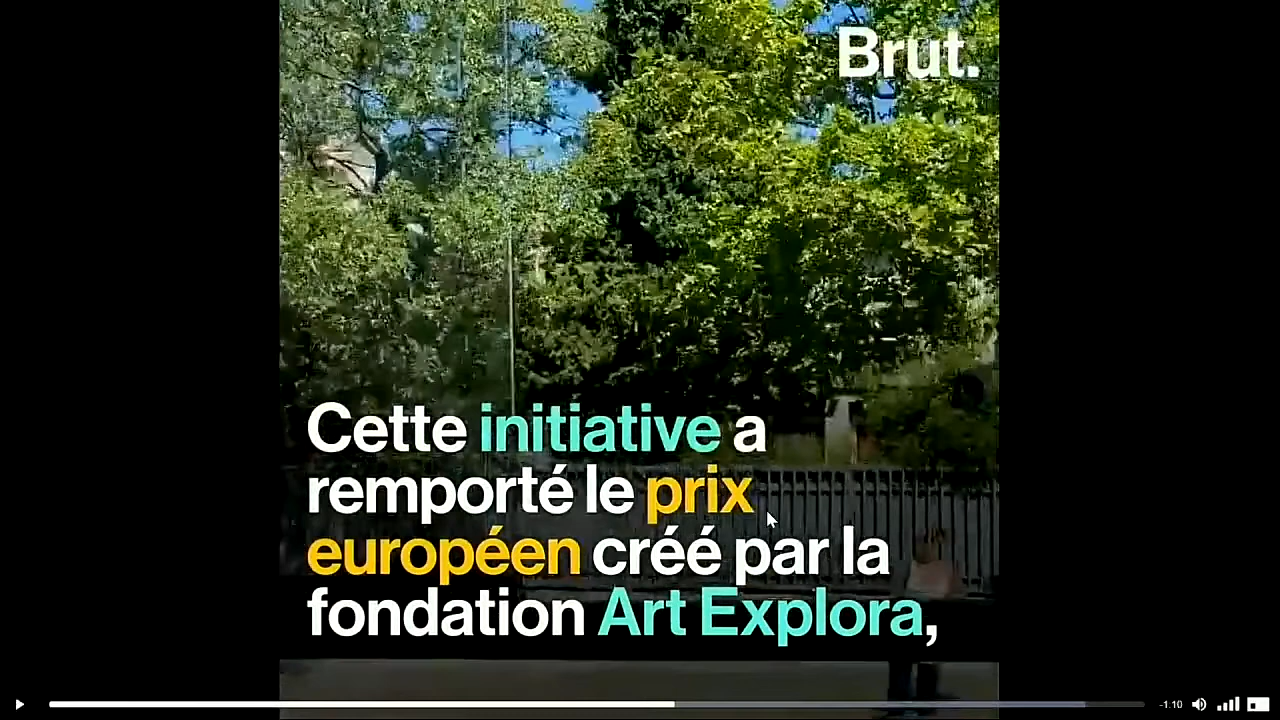 Brut.
Cette initiative a
remporté le prix
européen créé par la
fondation Art Explora,
-1.10